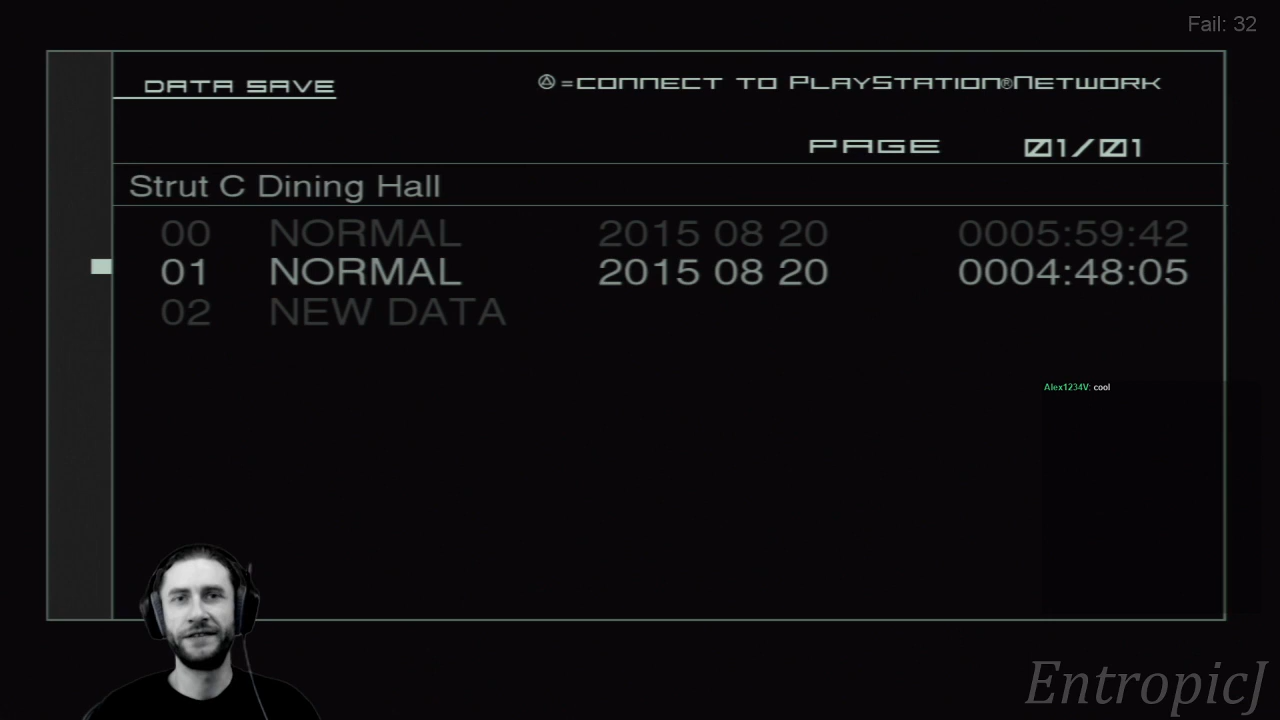 Fail: 32
DATA SAVE
Ⓐ=CONNECT TO PLAYSTATION®NETWORK
PAGE 01/01
Strut C Dining Hall
00 NORMAL 2015 08 20 0005:59:42
01 NORMAL 2015 08 20 0004:48:05
02 NEW DATA
Alex1234V: cool
EntropicJ